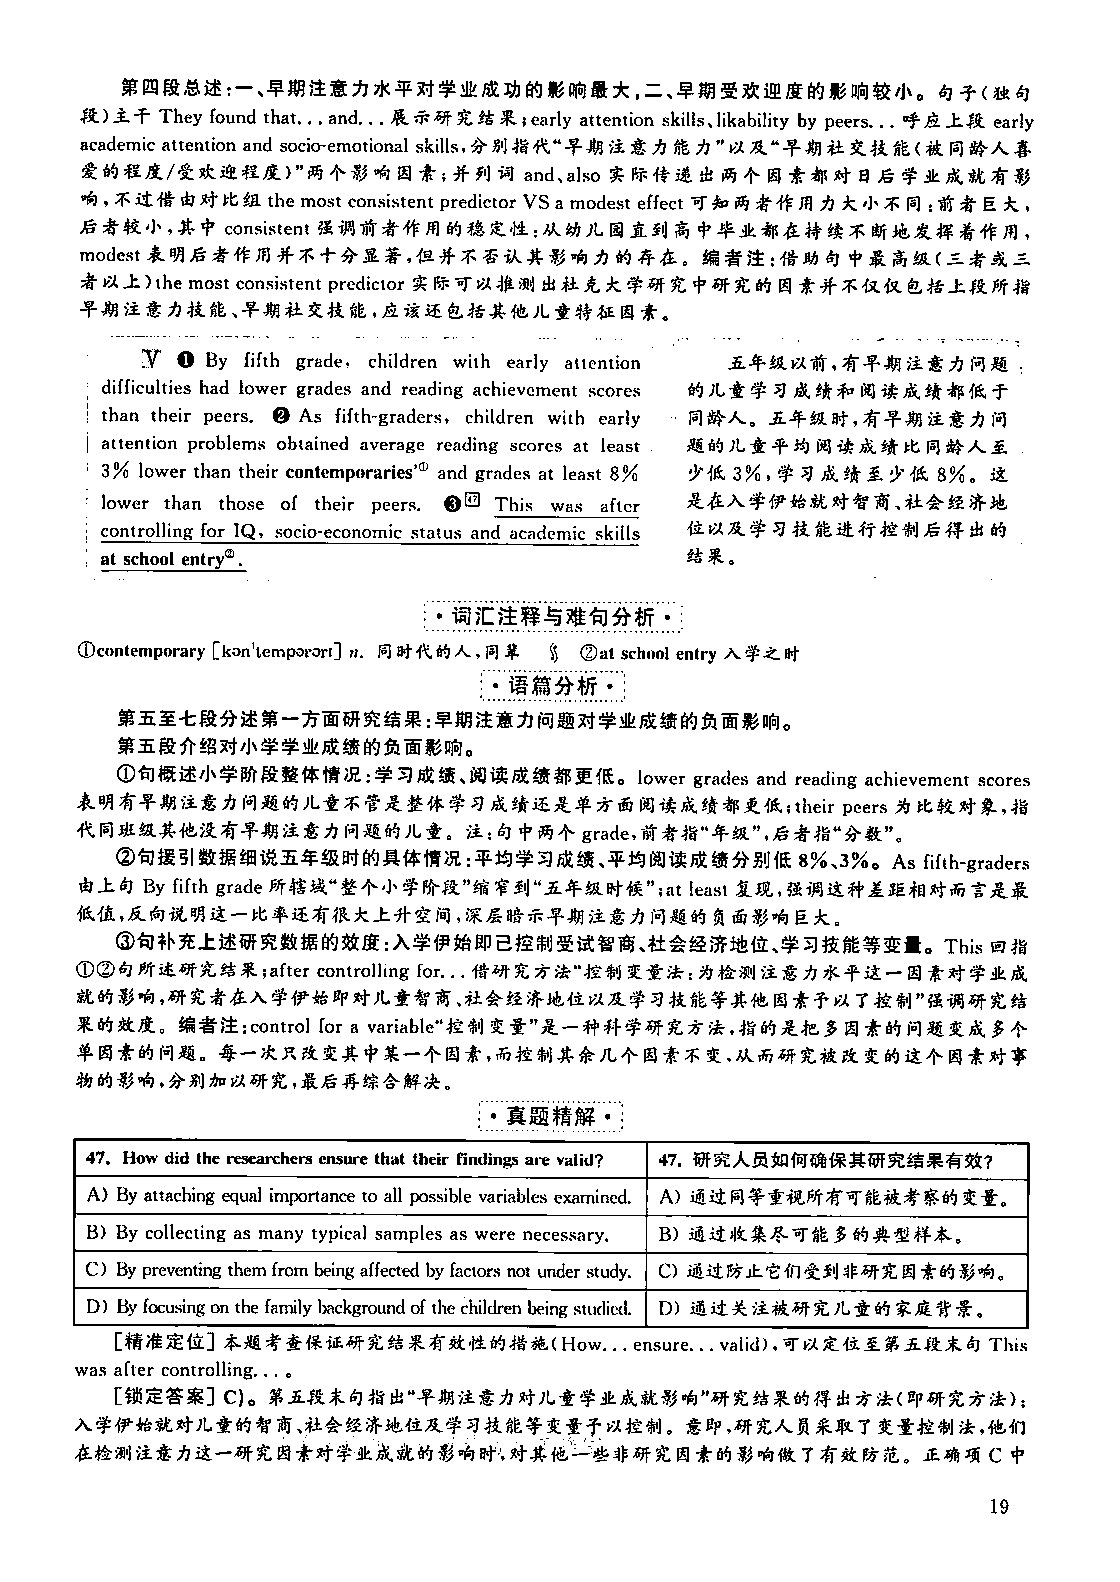 第四段总述:一、早期注意力水平对学业成功的影响最大,二、早期受欢迎度的影响较小。句子(独句
段)主干 They found that... and... 展示研究结果;early attention skills、likability by peers... 呼应上段 early
academic attention and socio-emotional skills,分别指代“早期注意力能力”以及“早期社交技能(被同龄人喜
爱的程度/受欢迎程度)”两个影响因素;并列词 and、also 实际传递出两个因素都对日后学业成就有影
响,不过借由对比组 the most consistent predictor VS a modest effect 可知两者作用力大小不同:前者巨大,
后者较小,其中 consistent 强调前者作用的稳定性:从幼儿园直到高中毕业都在持续不断地发挥着作用,
modest 表明后者作用并不十分显著,但并不否认其影响力的存在。编者注:借助句中最高级(三者或三
者以上)the most consistent predictor 实际可以推测出杜克大学研究中研究的因素并不仅仅包括上段所指
早期注意力技能、早期社交技能,应该还包括其他儿童特征因素。
Ⅴ ❶ By fifth grade, children with early attention
difficulties had lower grades and reading achievement scores
than their peers. ❷ As fifth-graders, children with early
attention problems obtained average reading scores at least
3% lower than their contemporaries'① and grades at least 8%
lower than those of their peers. ❸[47] This was after
controlling for IQ, socio-economic status and academic skills
at school entry②.
五年级以前,有早期注意力问题
的儿童学习成绩和阅读成绩都低于
同龄人。五年级时,有早期注意力问
题的儿童平均阅读成绩比同龄人至
少低 3%,学习成绩至少低 8%。这
是在入学伊始就对智商、社会经济地
位以及学习技能进行控制后得出的
结果。
·词汇注释与难句分析·
①contemporary [kən'tempərərɪ] n. 同时代的人,同辈 §  ②at school entry 入学之时
·语篇分析·
第五至七段分述第一方面研究结果:早期注意力问题对学业成绩的负面影响。
第五段介绍对小学学业成绩的负面影响。
①句概述小学阶段整体情况:学习成绩、阅读成绩都更低。lower grades and reading achievement scores
表明有早期注意力问题的儿童不管是整体学习成绩还是单方面阅读成绩都更低;their peers 为比较对象,指
代同班级其他没有早期注意力问题的儿童。注:句中两个 grade,前者指“年级”,后者指“分数”。
②句援引数据细说五年级时的具体情况:平均学习成绩、平均阅读成绩分别低 8%、3%。As fifth-graders
由上句 By fifth grade 所辖域“整个小学阶段”缩窄到“五年级时候”;at least 复现,强调这种差距相对而言是最
低值,反向说明这一比率还有很大上升空间,深层暗示早期注意力问题的负面影响巨大。
③句补充上述研究数据的效度:入学伊始即已控制受试智商、社会经济地位、学习技能等变量。This 回指
①②句所述研究结果;after controlling for... 借研究方法“控制变量法:为检测注意力水平这一因素对学业成
就的影响,研究者在入学伊始即对儿童智商、社会经济地位以及学习技能等其他因素予以了控制”强调研究结
果的效度。编者注:control for a variable“控制变量”是一种科学研究方法,指的是把多因素的问题变成多个
单因素的问题。每一次只改变其中某一个因素,而控制其余几个因素不变,从而研究被改变的这个因素对事
物的影响,分别加以研究,最后再综合解决。
·真题精解·
47. How did the researchers ensure that their findings are valid?
47. 研究人员如何确保其研究结果有效?
A) By attaching equal importance to all possible variables examined.
A) 通过同等重视所有可能被考察的变量。
B) By collecting as many typical samples as were necessary.
B) 通过收集尽可能多的典型样本。
C) By preventing them from being affected by factors not under study.
C) 通过防止它们受到非研究因素的影响。
D) By focusing on the family background of the children being studied.
D) 通过关注被研究儿童的家庭背景。
[精准定位] 本题考查保证研究结果有效性的措施(How... ensure... valid),可以定位至第五段末句 This
was after controlling...。
[锁定答案] C)。第五段末句指出“早期注意力对儿童学业成就影响”研究结果的得出方法(即研究方法):
入学伊始就对儿童的智商、社会经济地位及学习技能等变量予以控制。意即,研究人员采取了变量控制法,他们
在检测注意力这一研究因素对学业成就的影响时,对其他一些非研究因素的影响做了有效防范。正确项 C 中
19